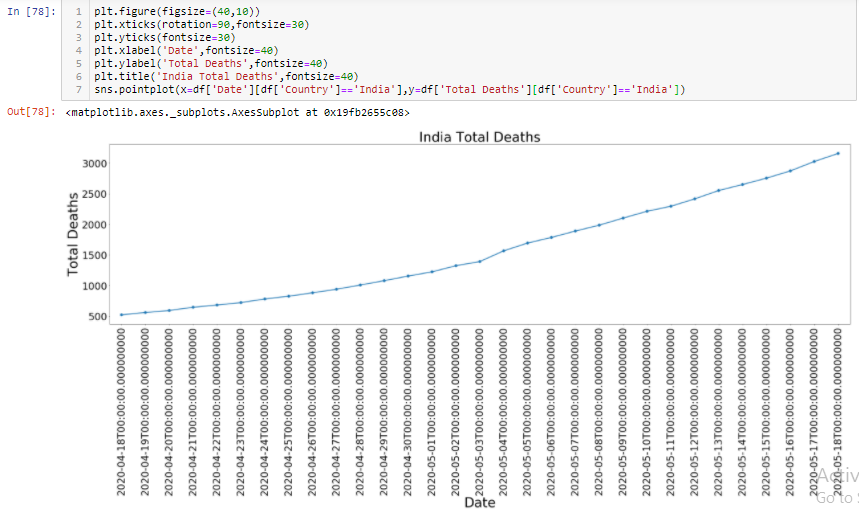 In [78]:
1 plt.figure(figsize=(40,10))
2 plt.xticks(rotation=90,fontsize=30)
3 plt.yticks(fontsize=30)
4 plt.xlabel('Date',fontsize=40)
5 plt.ylabel('Total Deaths',fontsize=40)
6 plt.title('India Total Deaths',fontsize=40)
7 sns.pointplot(x=df['Date'][df['Country']=='India'],y=df['Total Deaths'][df['Country']=='India'])
Out[78]: <matplotlib.axes._subplots.AxesSubplot at 0x19fb2655c08>
India Total Deaths
Total Deaths
3000
2500
2000
1500
1000
500
2020-04-18T00:00:00.000000000
2020-04-19T00:00:00.000000000
2020-04-20T00:00:00.000000000
2020-04-21T00:00:00.000000000
2020-04-22T00:00:00.000000000
2020-04-23T00:00:00.000000000
2020-04-24T00:00:00.000000000
2020-04-25T00:00:00.000000000
2020-04-26T00:00:00.000000000
2020-04-27T00:00:00.000000000
2020-04-28T00:00:00.000000000
2020-04-29T00:00:00.000000000
2020-04-30T00:00:00.000000000
2020-05-01T00:00:00.000000000
2020-05-02T00:00:00.000000000
2020-05-03T00:00:00.000000000
2020-05-04T00:00:00.000000000
2020-05-05T00:00:00.000000000
2020-05-06T00:00:00.000000000
2020-05-07T00:00:00.000000000
2020-05-08T00:00:00.000000000
2020-05-09T00:00:00.000000000
2020-05-10T00:00:00.000000000
2020-05-11T00:00:00.000000000
2020-05-12T00:00:00.000000000
2020-05-13T00:00:00.000000000
2020-05-14T00:00:00.000000000
2020-05-15T00:00:00.000000000
2020-05-16T00:00:00.000000000
2020-05-17T00:00:00.000000000
2020-05-18T00:00:00.000000000
Date
Activ
Go to S